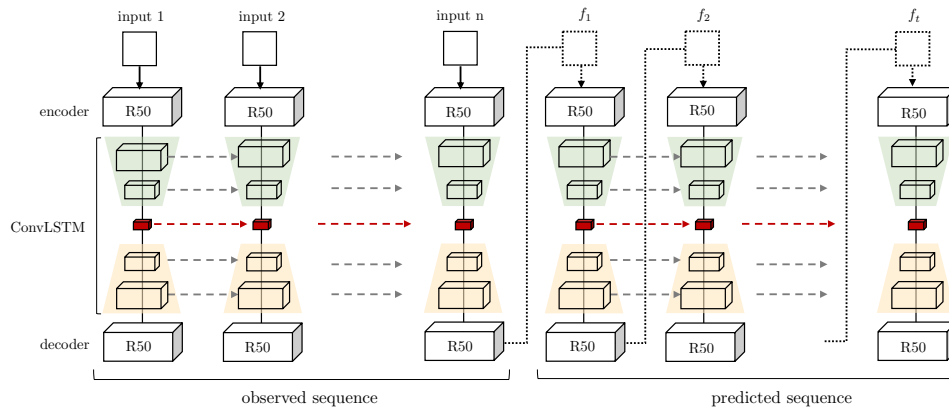 input 1 input 2 input n f₁ f₂ fₜ
encoder R50 R50 R50 R50 R50 R50
ConvLSTM
decoder R50 R50 R50 R50 R50 R50
observed sequence predicted sequence